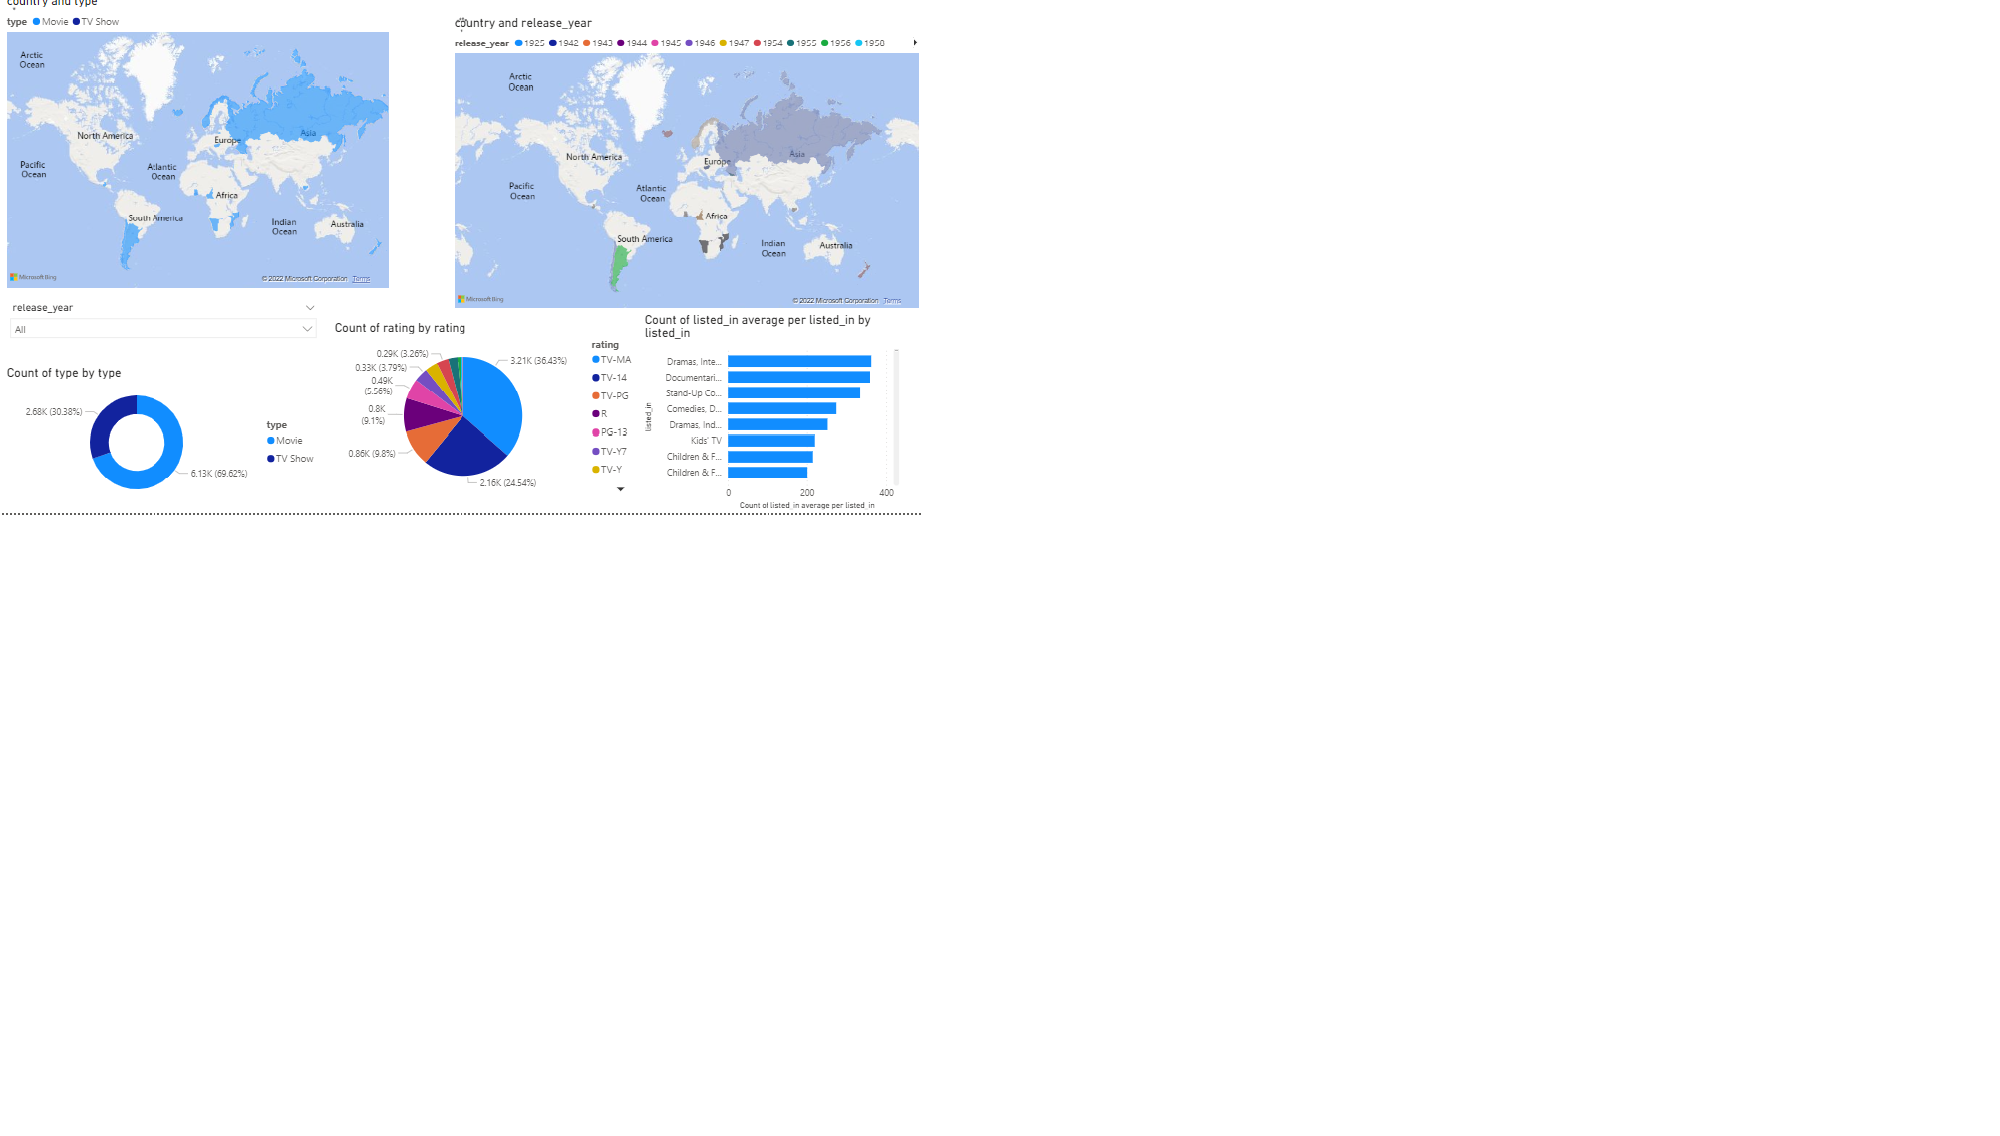 country and type
type Movie TV Show
Arctic
Ocean
North America
Europe
Asia
Pacific
Ocean
Atlantic
Ocean
Africa
South America
Indian
Ocean
Australia
Microsoft Bing
© 2022 Microsoft Corporation Terms
country and release_year
release_year 1925 1942 1943 1944 1945 1946 1947 1954 1955 1956 1958
Arctic
Ocean
North America
Europe
Asia
Pacific
Ocean
Atlantic
Ocean
Africa
South America
Indian
Ocean
Australia
Microsoft Bing
© 2022 Microsoft Corporation Terms
release_year
All
Count of type by type
2.68K (30.38%)
6.13K (69.62%)
type
Movie
TV Show
Count of rating by rating
0.29K (3.26%)
0.33K (3.79%)
0.49K
(5.56%)
0.8K
(9.1%)
0.86K (9.8%)
3.21K (36.43%)
2.16K (24.54%)
rating
TV-MA
TV-14
TV-PG
R
PG-13
TV-Y7
TV-Y
Count of listed_in average per listed_in by
listed_in
listed_in
Dramas, Inte...
Documentari...
Stand-Up Co...
Comedies, D...
Dramas, Ind...
Kids' TV
Children & F...
Children & F...
0 200 400
Count of listed_in average per listed_in